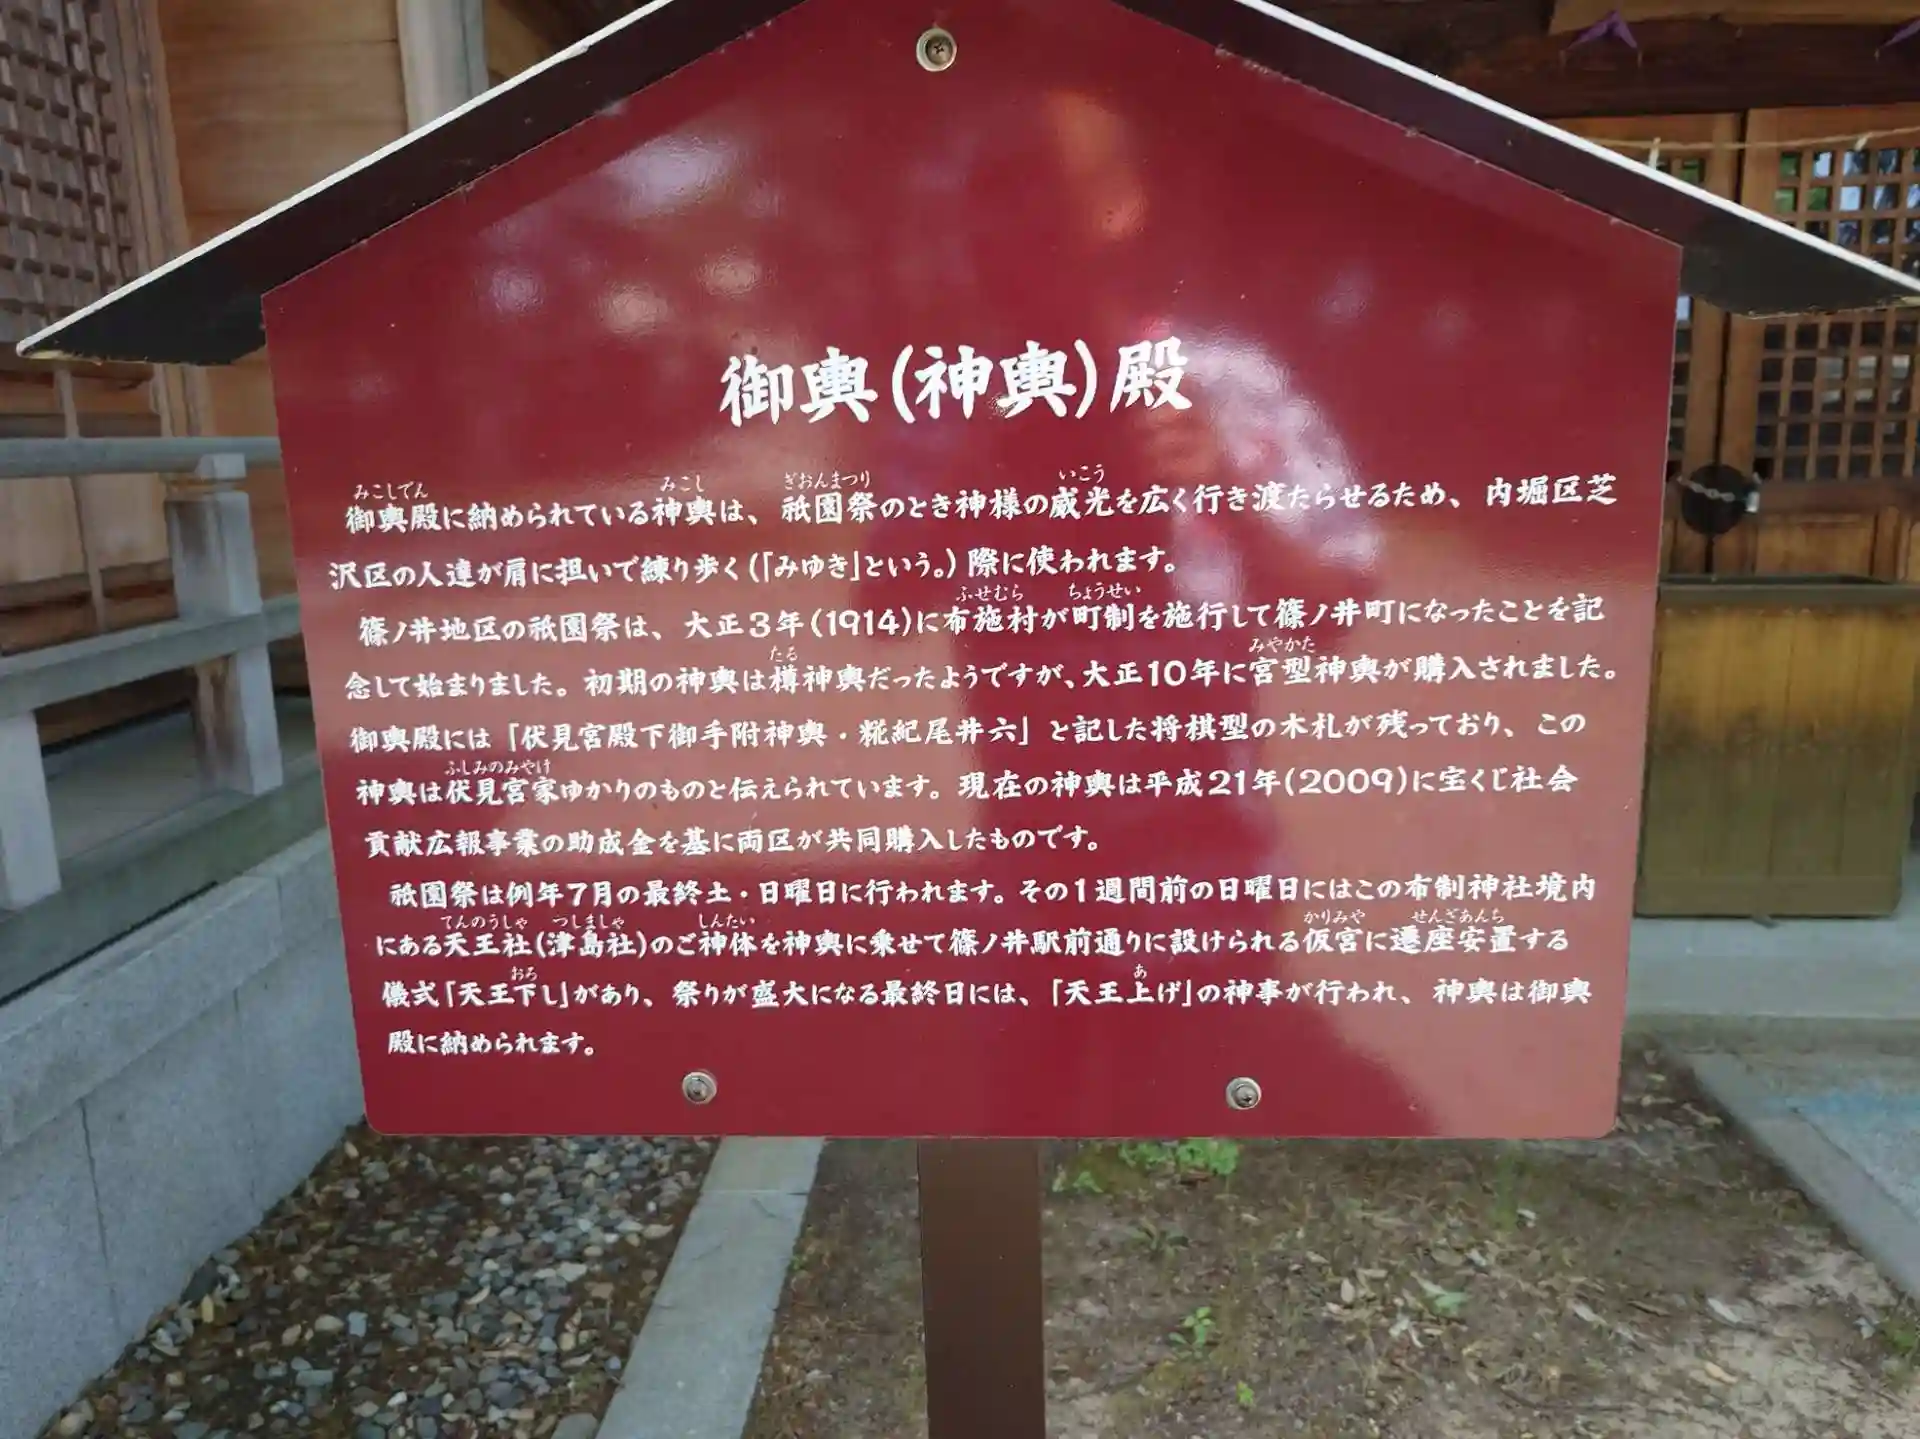 御輿(神輿)殿
みこしでん みこし ぎおんまつり いこう
御輿殿に納められている神輿は、祇園祭のとき神様の威光を広く行き渡たらせるため、内堀区芝
沢区の人達が肩に担いで練り歩く(「みゆき」という。)際に使われます。
ふせむら ちょうせい
篠ノ井地区の祇園祭は、大正3年(1914)に布施村が町制を施行して篠ノ井町になったことを記
たる みやかた
念して始まりました。初期の神輿は樽神輿だったようですが、大正10年に宮型神輿が購入されました。
御輿殿には「伏見宮殿下御手附神輿・糀紀尾井六」と記した将棋型の木札が残っており、この
ふしみのみやけ
神輿は伏見宮家ゆかりのものと伝えられています。現在の神輿は平成21年(2009)に宝くじ社会
貢献広報事業の助成金を基に両区が共同購入したものです。
祇園祭は例年7月の最終土・日曜日に行われます。その1週間前の日曜日にはこの布制神社境内
てんのうしゃ つしましゃ しんたい かりみや せんざあんち
にある天王社(津島社)のご神体を神輿に乗せて篠ノ井駅前通りに設けられる仮宮に遷座安置する
おろ あ
儀式「天王下し」があり、祭りが盛大になる最終日には、「天王上げ」の神事が行われ、神輿は御輿
殿に納められます。